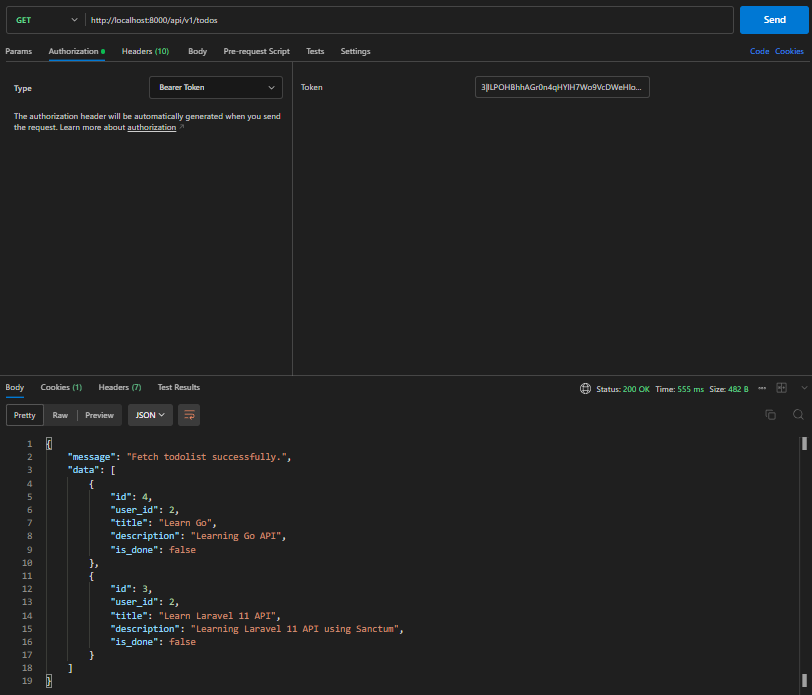 GET http://localhost:8000/api/v1/todos Send
Params Authorization Headers (10) Body Pre-request Script Tests Settings Code Cookies
Type Bearer Token Token 3|lLPOHBhhAGr0n4qHYlH7Wo9VcDWeHlo...
The authorization header will be automatically generated when you send
the request. Learn more about authorization ↗
Body Cookies (1) Headers (7) Test Results Status: 200 OK Time: 555 ms Size: 482 B
Pretty Raw Preview JSON
1 {
2 "message": "Fetch todolist successfully.",
3 "data": [
4 {
5 "id": 4,
6 "user_id": 2,
7 "title": "Learn Go",
8 "description": "Learning Go API",
9 "is_done": false
10 },
11 {
12 "id": 3,
13 "user_id": 2,
14 "title": "Learn Laravel 11 API",
15 "description": "Learning Laravel 11 API using Sanctum",
16 "is_done": false
17 }
18 ]
19 }